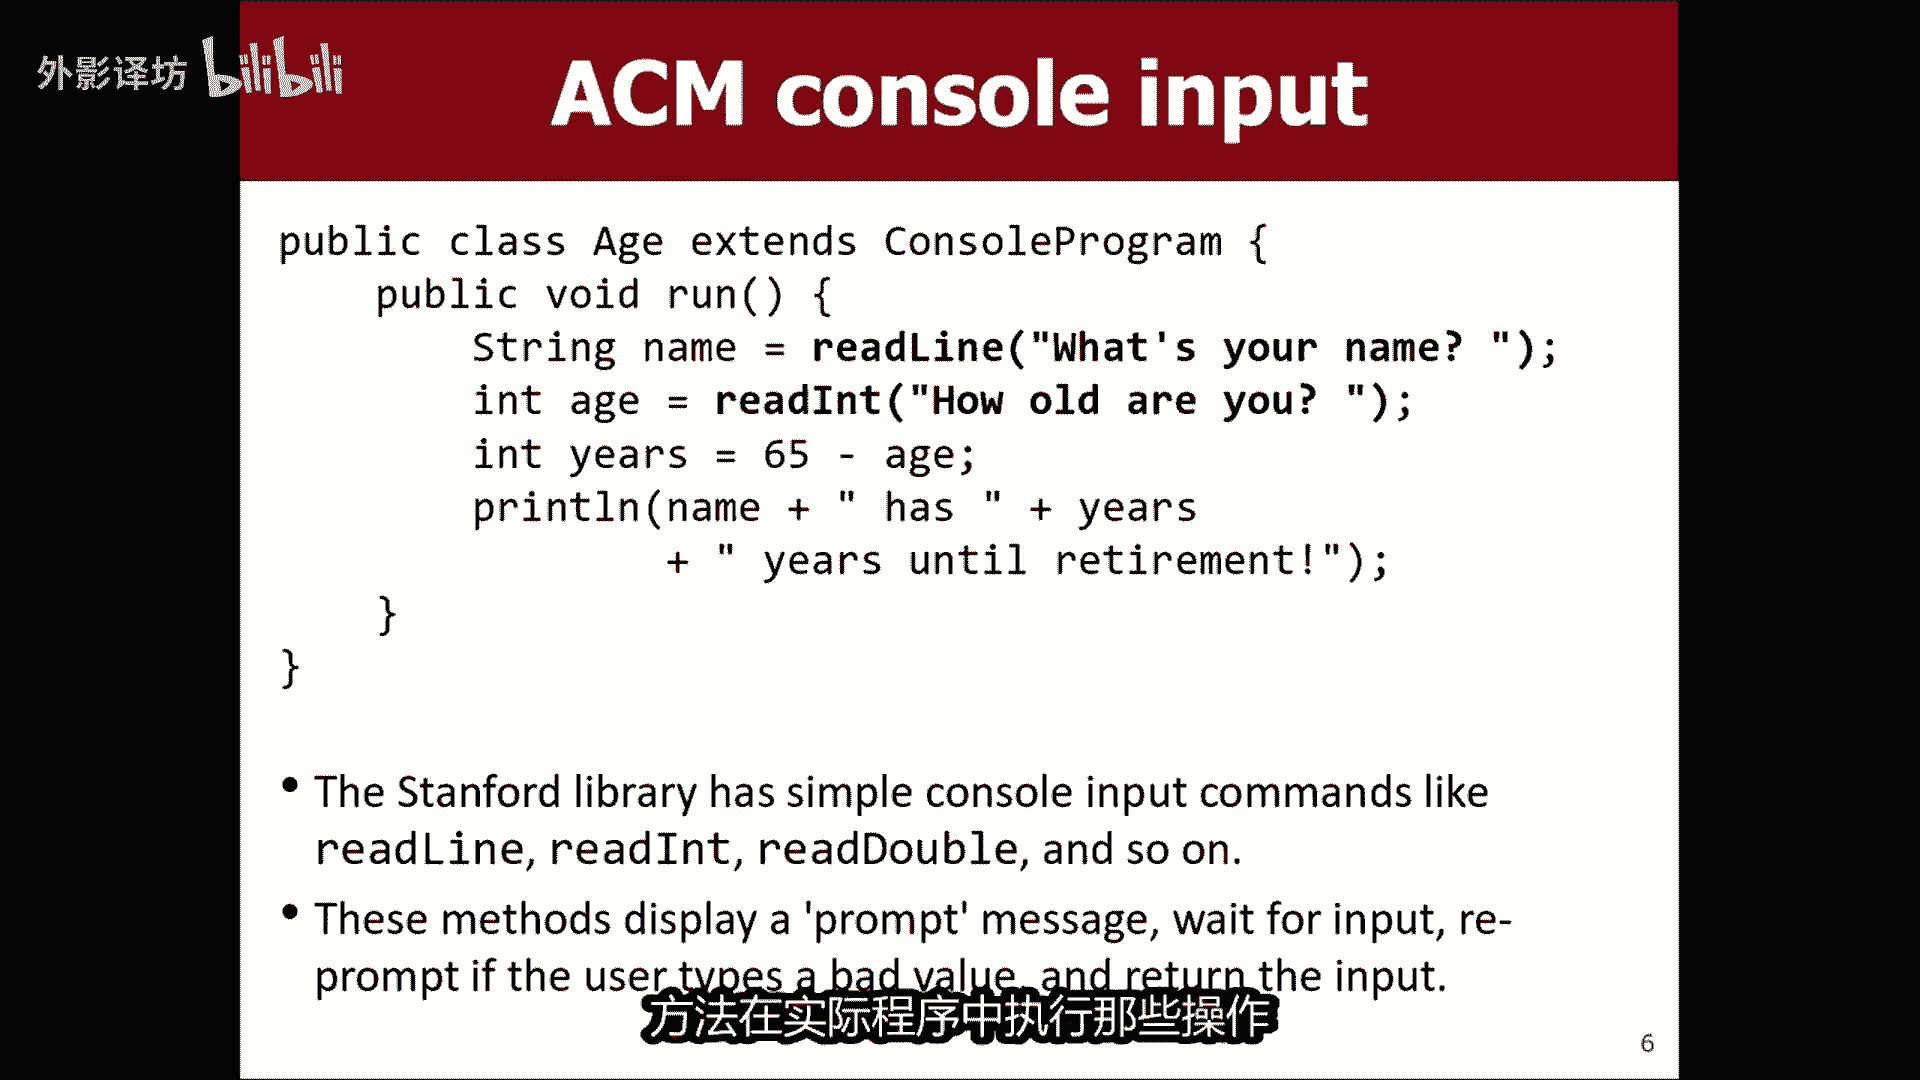 外影译坊 bilibili
ACM console input
public class Age extends ConsoleProgram {
    public void run() {
        String name = readLine("What's your name? ");
        int age = readInt("How old are you? ");
        int years = 65 - age;
        println(name + " has " + years
                + " years until retirement!");
    }
}
• The Stanford library has simple console input commands like
readLine, readInt, readDouble, and so on.
• These methods display a 'prompt' message, wait for input, re-
prompt if the user types a bad value, and return the input.
方法在实际程序中执行那些操作
6